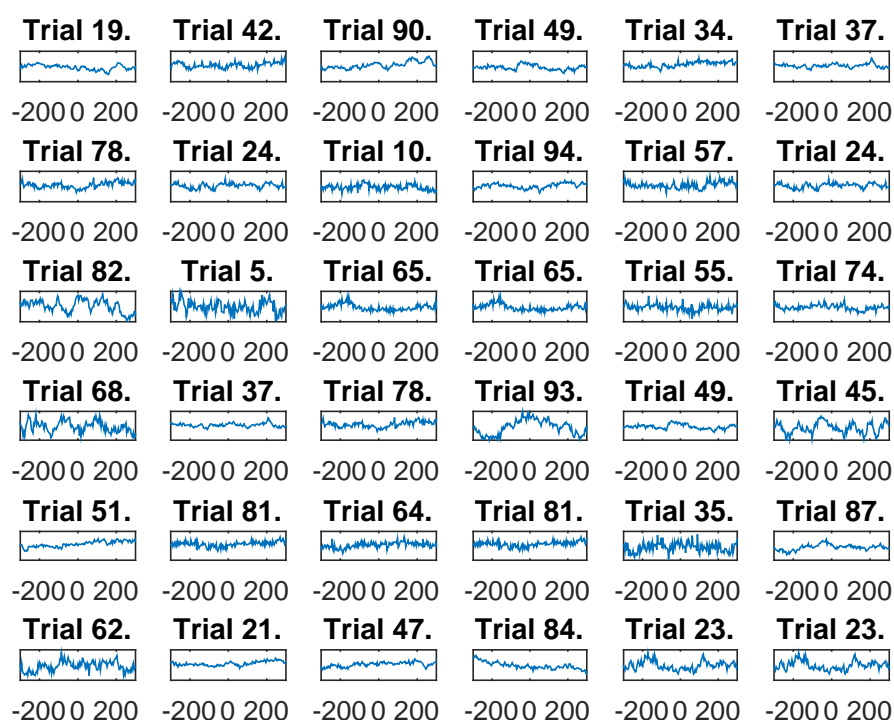 Trial 19. Trial 42. Trial 90. Trial 49. Trial 34. Trial 37.
-200 0 200 -200 0 200 -200 0 200 -200 0 200 -200 0 200 -200 0 200
Trial 78. Trial 24. Trial 10. Trial 94. Trial 57. Trial 24.
-200 0 200 -200 0 200 -200 0 200 -200 0 200 -200 0 200 -200 0 200
Trial 82. Trial 5. Trial 65. Trial 65. Trial 55. Trial 74.
-200 0 200 -200 0 200 -200 0 200 -200 0 200 -200 0 200 -200 0 200
Trial 68. Trial 37. Trial 78. Trial 93. Trial 49. Trial 45.
-200 0 200 -200 0 200 -200 0 200 -200 0 200 -200 0 200 -200 0 200
Trial 51. Trial 81. Trial 64. Trial 81. Trial 35. Trial 87.
-200 0 200 -200 0 200 -200 0 200 -200 0 200 -200 0 200 -200 0 200
Trial 62. Trial 21. Trial 47. Trial 84. Trial 23. Trial 23.
-200 0 200 -200 0 200 -200 0 200 -200 0 200 -200 0 200 -200 0 200